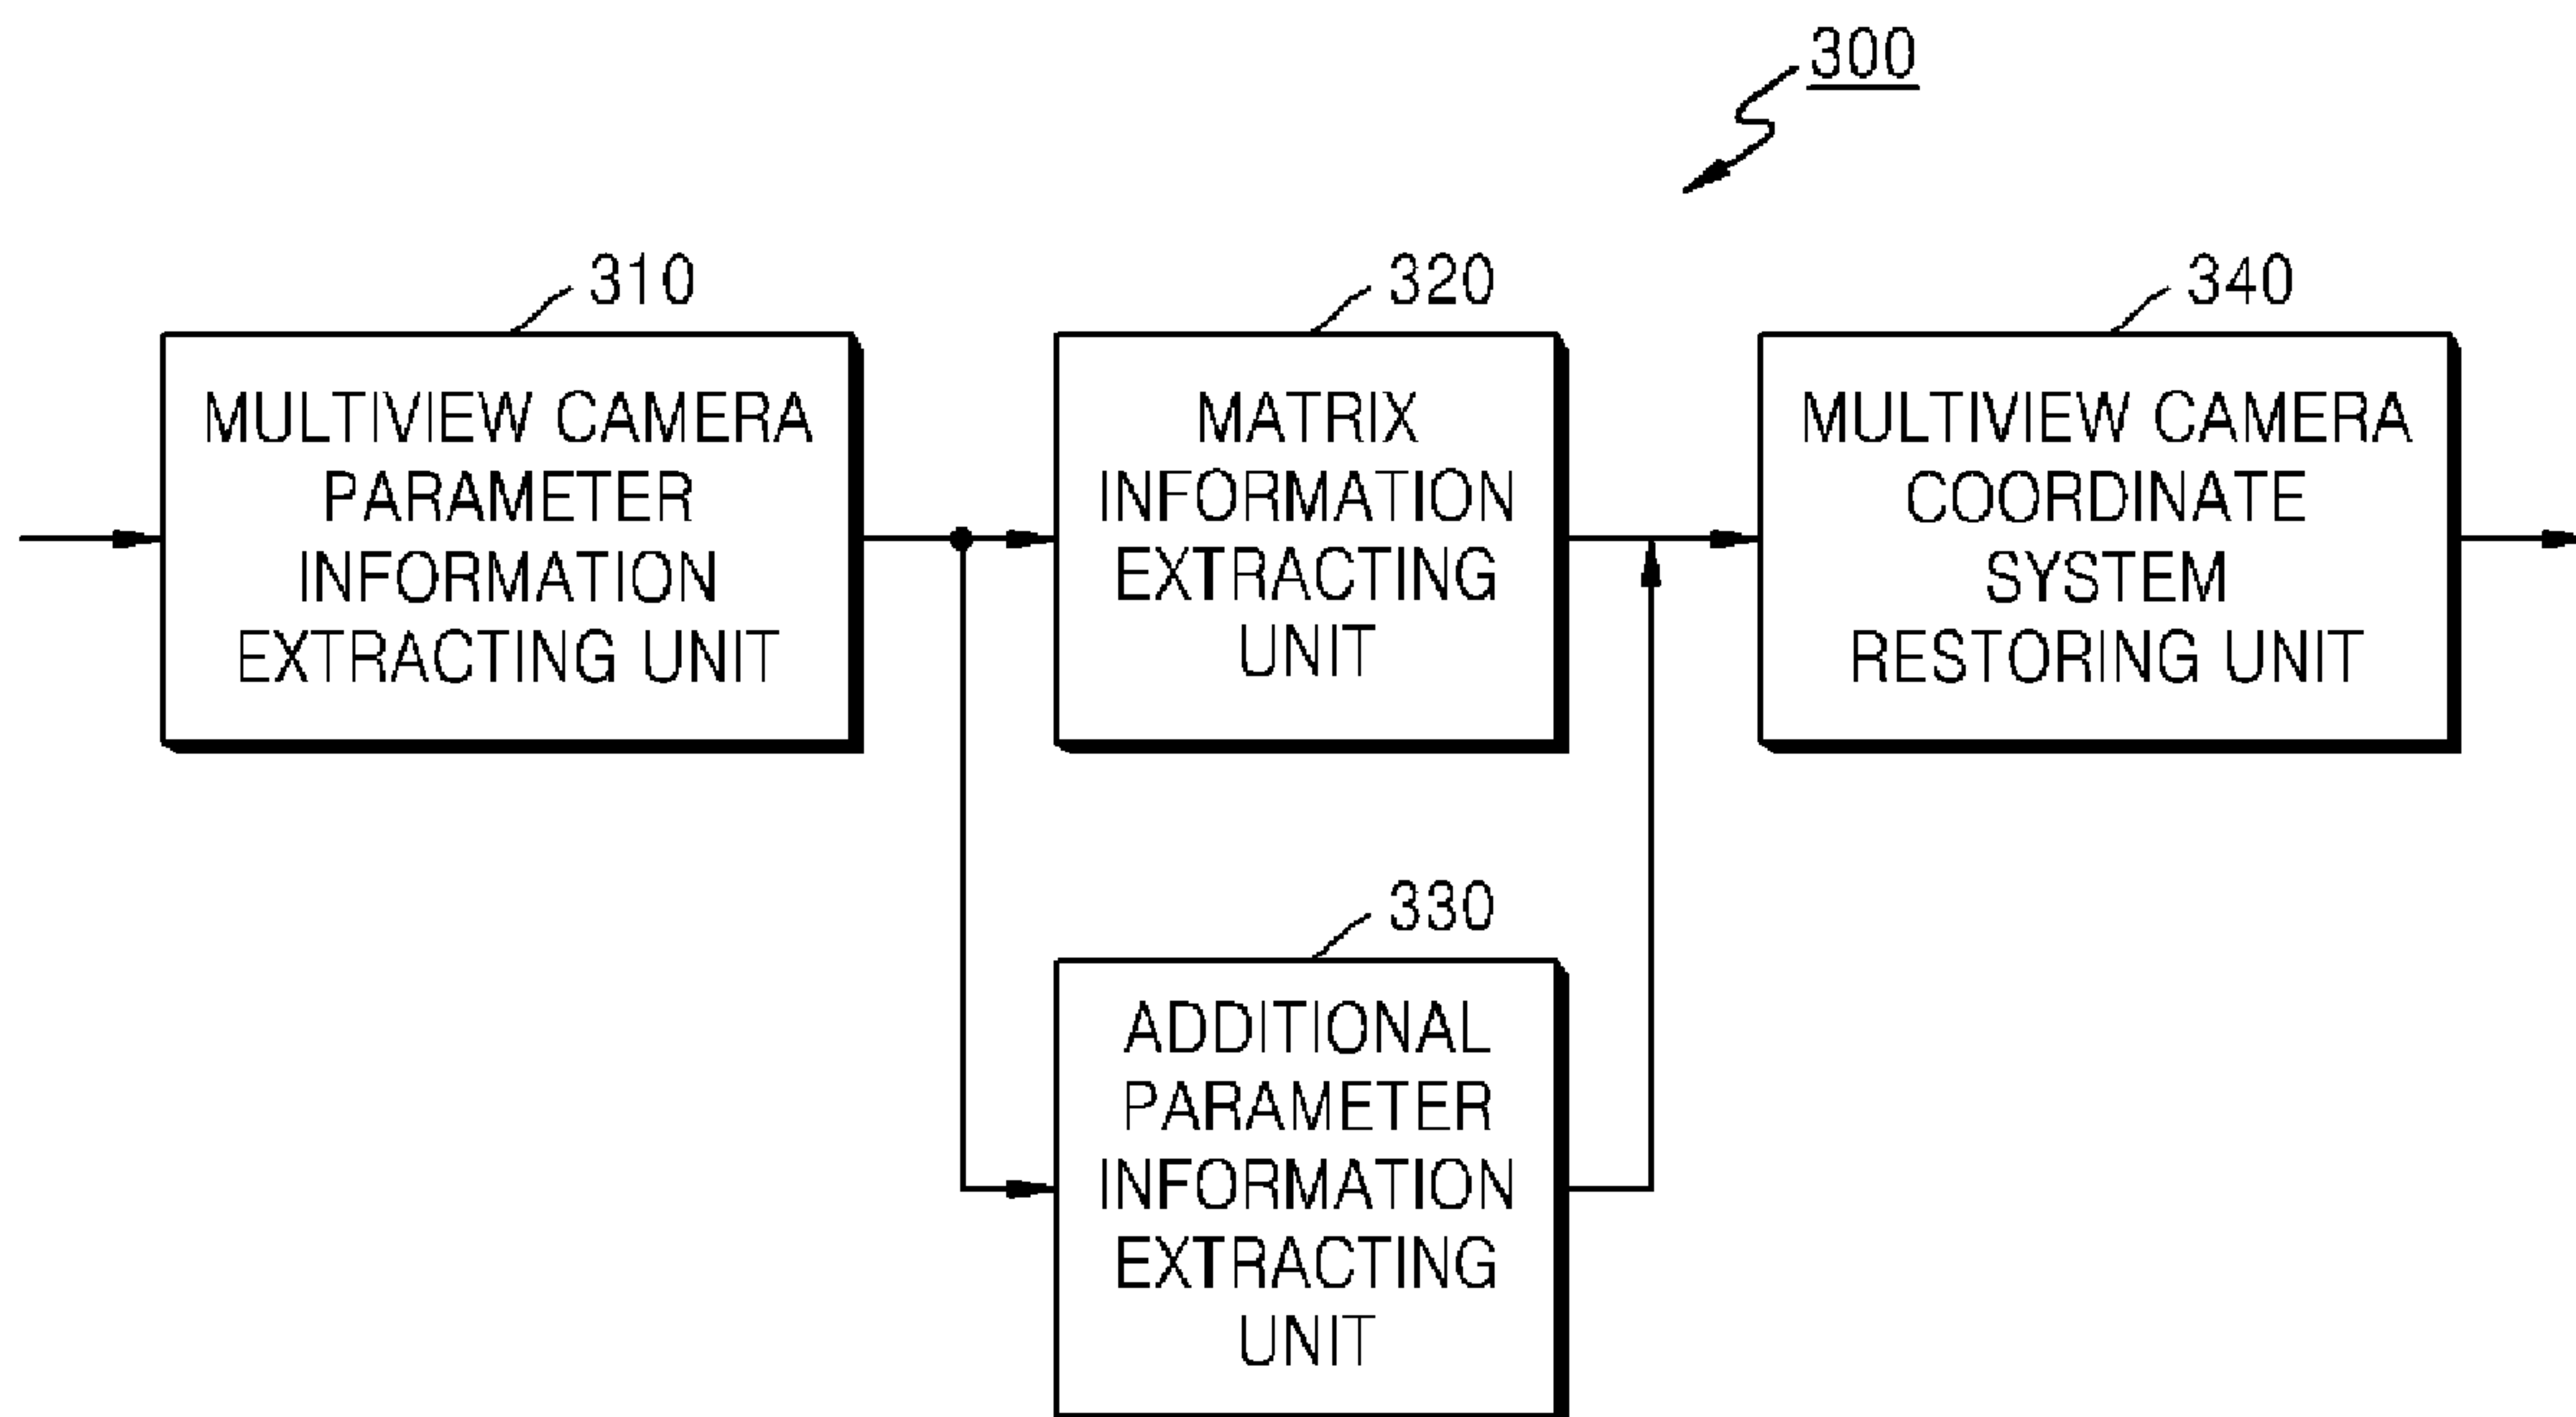 300
310
MULTIVIEW CAMERA
PARAMETER
INFORMATION
EXTRACTING UNIT
320
MATRIX
INFORMATION
EXTRACTING
UNIT
340
MULTIVIEW CAMERA
COORDINATE
SYSTEM
RESTORING UNIT
330
ADDITIONAL
PARAMETER
INFORMATION
EXTRACTING
UNIT